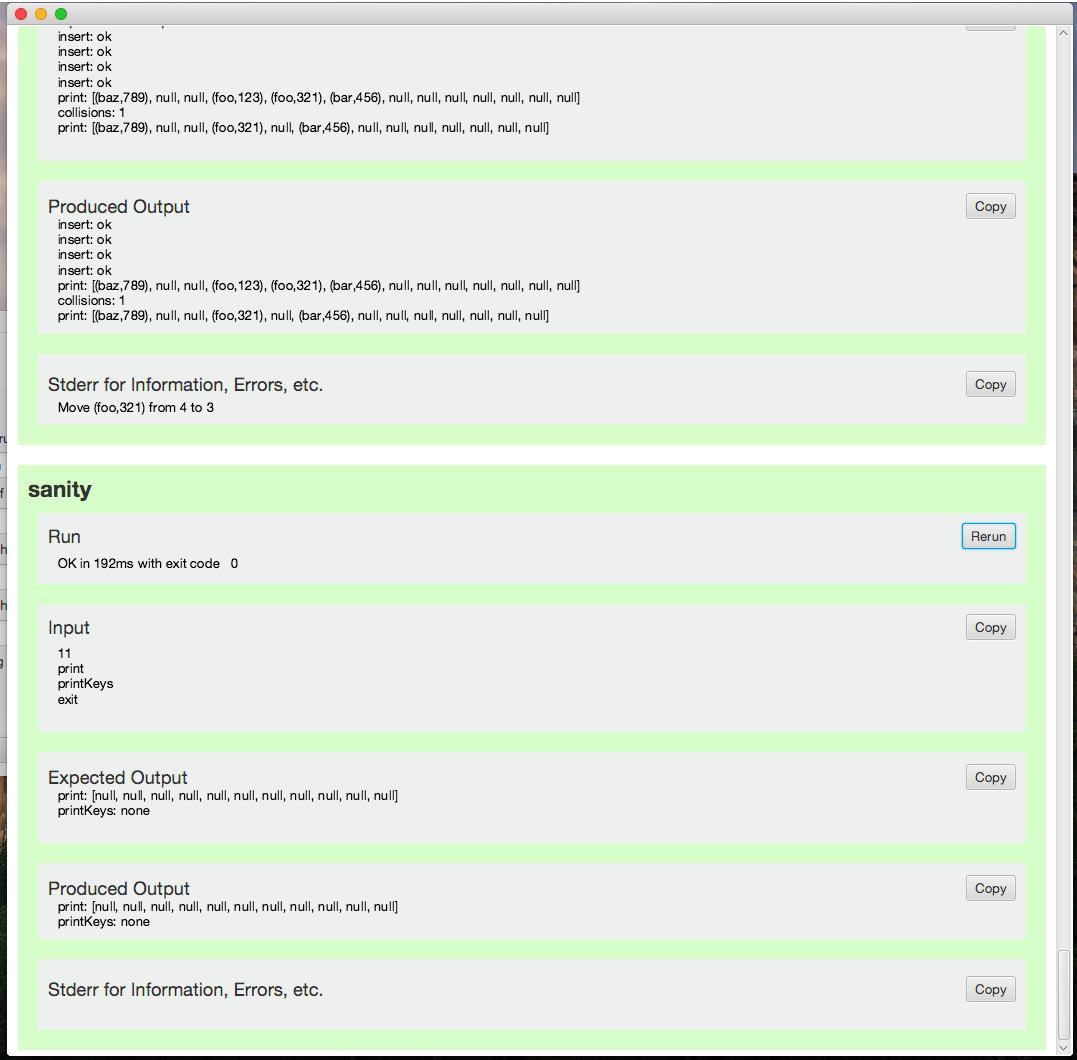 insert: ok
insert: ok
insert: ok
insert: ok
print: [(baz,789), null, null, (foo,123), (foo,321), (bar,456), null, null, null, null, null, null, null]
collisions: 1
print: [(baz,789), null, null, (foo,321), null, (bar,456), null, null, null, null, null, null, null]
Produced Output
Copy
insert: ok
insert: ok
insert: ok
insert: ok
print: [(baz,789), null, null, (foo,123), (foo,321), (bar,456), null, null, null, null, null, null, null]
collisions: 1
print: [(baz,789), null, null, (foo,321), null, (bar,456), null, null, null, null, null, null, null]
Stderr for Information, Errors, etc.
Copy
Move (foo,321) from 4 to 3
sanity
Run
Rerun
OK in 192ms with exit code 0
Input
Copy
11
print
printKeys
exit
Expected Output
Copy
print: [null, null, null, null, null, null, null, null, null, null, null]
printKeys: none
Produced Output
Copy
print: [null, null, null, null, null, null, null, null, null, null, null]
printKeys: none
Stderr for Information, Errors, etc.
Copy